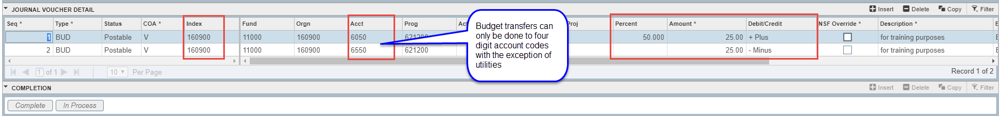 JOURNAL VOUCHER DETAIL Insert Delete Copy Filter
Seq * Type * Status COA * Index Fund Orgn Acct Prog Act Proj Percent Amount * Debit/Credit NSF Override * Description *
1 BUD Postable V 160900 11000 160900 6050 621200 50.000 25.00 + Plus for training purposes
2 BUD Postable V 160900 11000 160900 6550 621200 25.00 - Minus for training purposes
Budget transfers can
only be done to four
digit account codes
with the exception of
utilities
1 of 1 10 Per Page Record 1 of 2
COMPLETION Insert Delete Copy Filter
Complete In Process